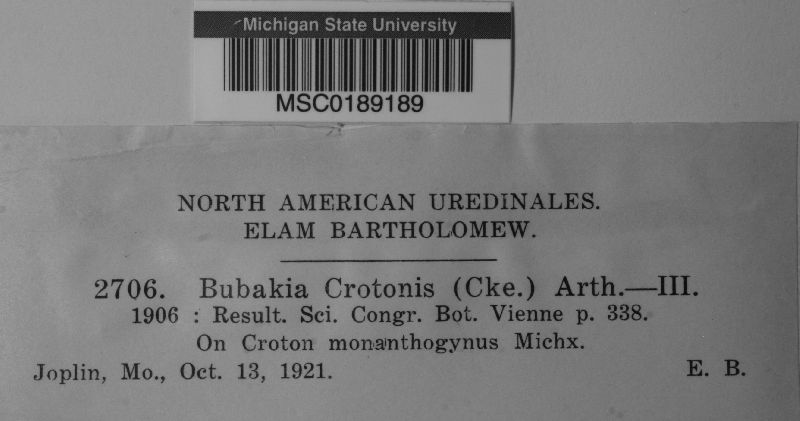 Michigan State University
MSC0189189
NORTH AMERICAN UREDINALES.
ELAM BARTHOLOMEW.
2706. Bubakia Crotonis (Cke.) Arth.—III.
1906 : Result. Sci. Congr. Bot. Vienne p. 338.
On Croton monanthogynus Michx.
Joplin, Mo., Oct. 13, 1921. E. B.